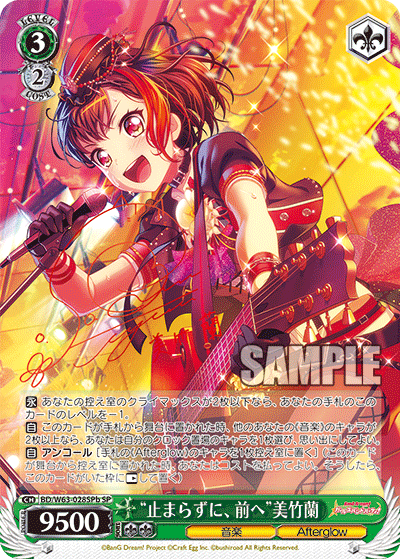 LEVEL
3
2
COST
SAMPLE
永 あなたの控え室のクライマックスが2枚以下なら、あなたの手札のこの
カードのレベルを-1。
自 このカードが手札から舞台に置かれた時、他のあなたの《音楽》のキャラが
2枚以上なら、あなたは自分のクロック置場のキャラを1枚選び、思い出にしてよい。
自 アンコール [手札の《Afterglow》のキャラを1枚控え室に置く] (このカード
が舞台から控え室に置かれた時、あなたはコストを払ってよい。そうしたら、
このカードがいた枠に[レスト]して置く)
CH BD/W63-028SPb SP
9500
"止まらずに、前へ"美竹蘭
音楽 Afterglow
©BanG Dream! Project ©Craft Egg Inc. ©bushiroad All Rights Reserved.